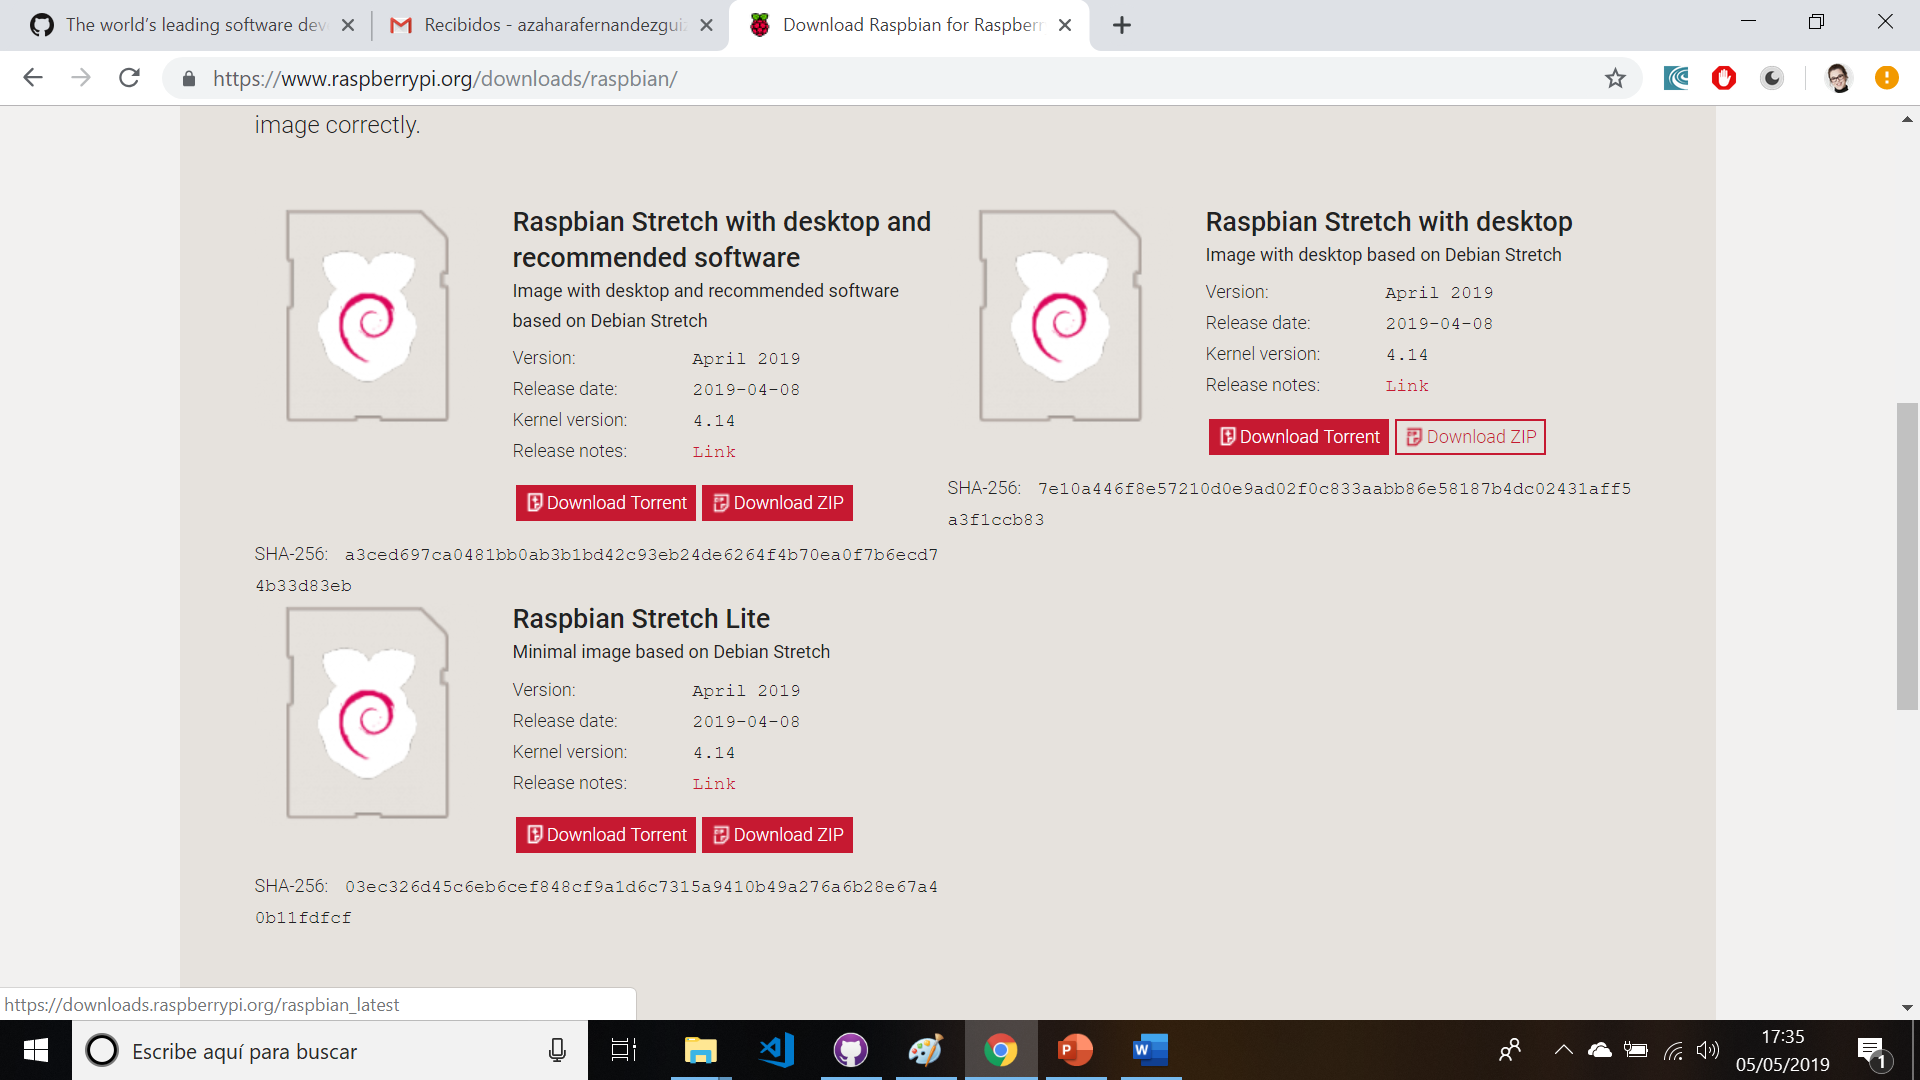 The world's leading software deve
Recibidos - azaharafernandezguiz
Download Raspbian for Raspberr
https://www.raspberrypi.org/downloads/raspbian/
image correctly.
Raspbian Stretch with desktop and
recommended software
Image with desktop and recommended software
based on Debian Stretch
Version: April 2019
Release date: 2019-04-08
Kernel version: 4.14
Release notes: Link
Download Torrent Download ZIP
SHA-256: a3ced697ca0481bb0ab3b1bd42c93eb24de6264f4b70ea0f7b6ecd7
4b33d83eb
Raspbian Stretch with desktop
Image with desktop based on Debian Stretch
Version: April 2019
Release date: 2019-04-08
Kernel version: 4.14
Release notes: Link
Download Torrent Download ZIP
SHA-256: 7e10a446f8e57210d0e9ad02f0c833aabb86e58187b4dc02431aff5
a3f1ccb83
Raspbian Stretch Lite
Minimal image based on Debian Stretch
Version: April 2019
Release date: 2019-04-08
Kernel version: 4.14
Release notes: Link
Download Torrent Download ZIP
SHA-256: 03ec326d45c6eb6cef848cf9a1d6c7315a9410b49a276a6b28e67a4
0b11fdfcf
https://downloads.raspberrypi.org/raspbian_latest
Escribe aquí para buscar
17:35
05/05/2019
1